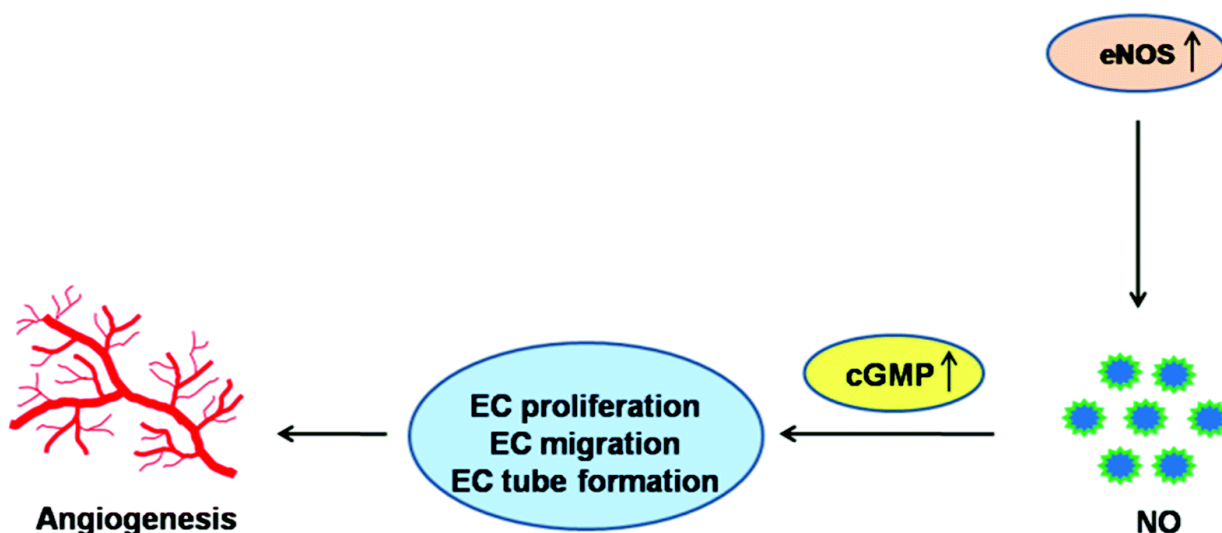 eNOS ↑
cGMP ↑
EC proliferation
EC migration
EC tube formation
Angiogenesis
NO